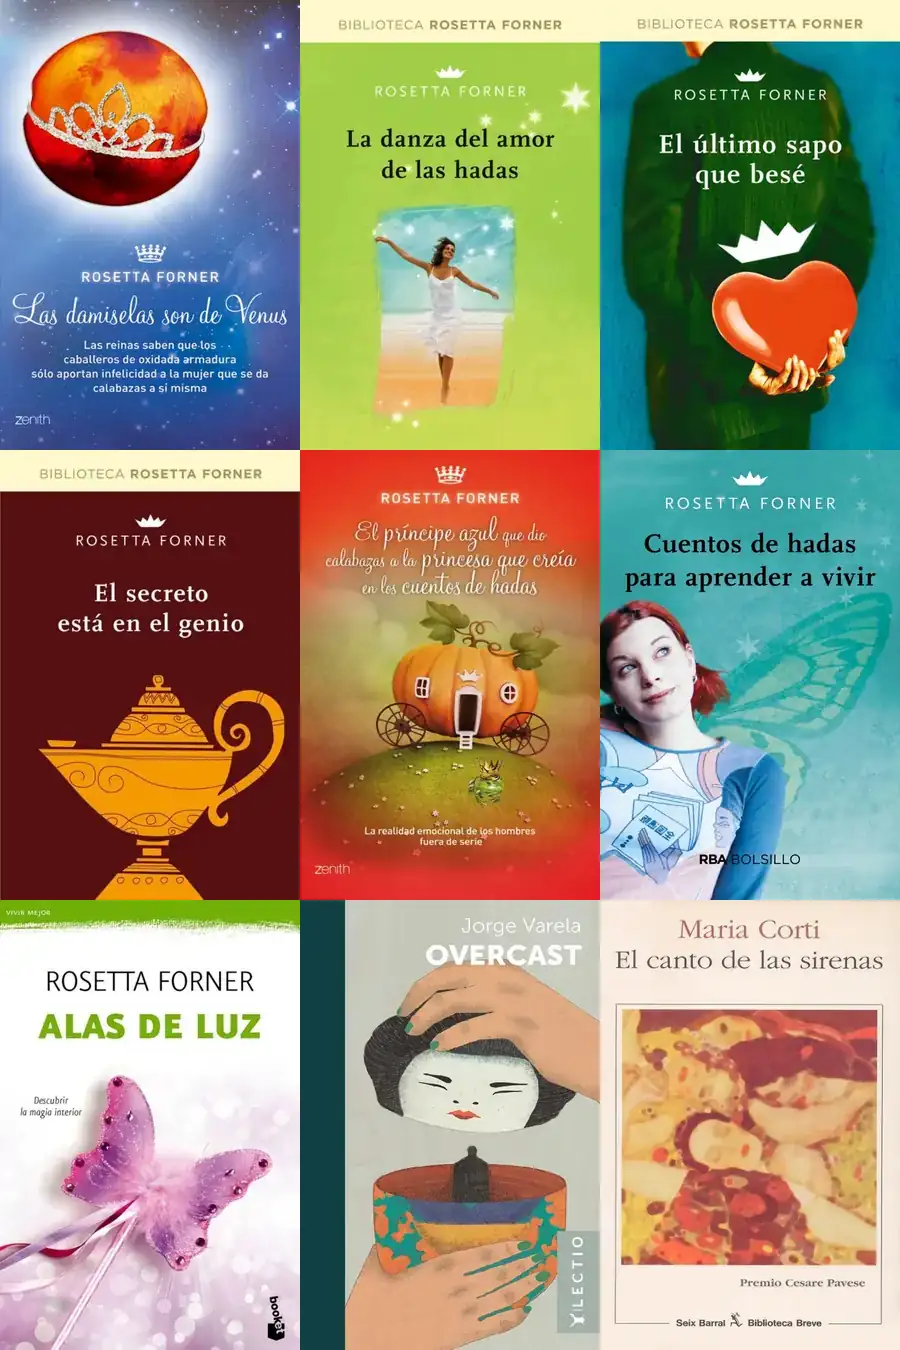 ROSETTA FORNER
Las damiselas son de Venus
Las reinas saben que los
caballeros de oxidada armadura
sólo aportan infelicidad a la mujer que se da
calabazas a sí misma
zenith
BIBLIOTECA ROSETTA FORNER
ROSETTA FORNER
La danza del amor
de las hadas
BIBLIOTECA ROSETTA FORNER
ROSETTA FORNER
El último sapo
que besé
BIBLIOTECA ROSETTA FORNER
ROSETTA FORNER
El secreto
está en el genio
ROSETTA FORNER
El príncipe azul que dio
calabazas a la princesa que creía
en los cuentos de hadas
La realidad emocional de los hombres
fuera de serie
zenith
ROSETTA FORNER
Cuentos de hadas
para aprender a vivir
RBA BOLSILLO
VIVIR MEJOR
ROSETTA FORNER
ALAS DE LUZ
Descubrir
la magia interior
booket
Jorge Varela
OVERCAST
LECTIO
Maria Corti
El canto de las sirenas
Premio Cesare Pavese
Seix Barral Biblioteca Breve